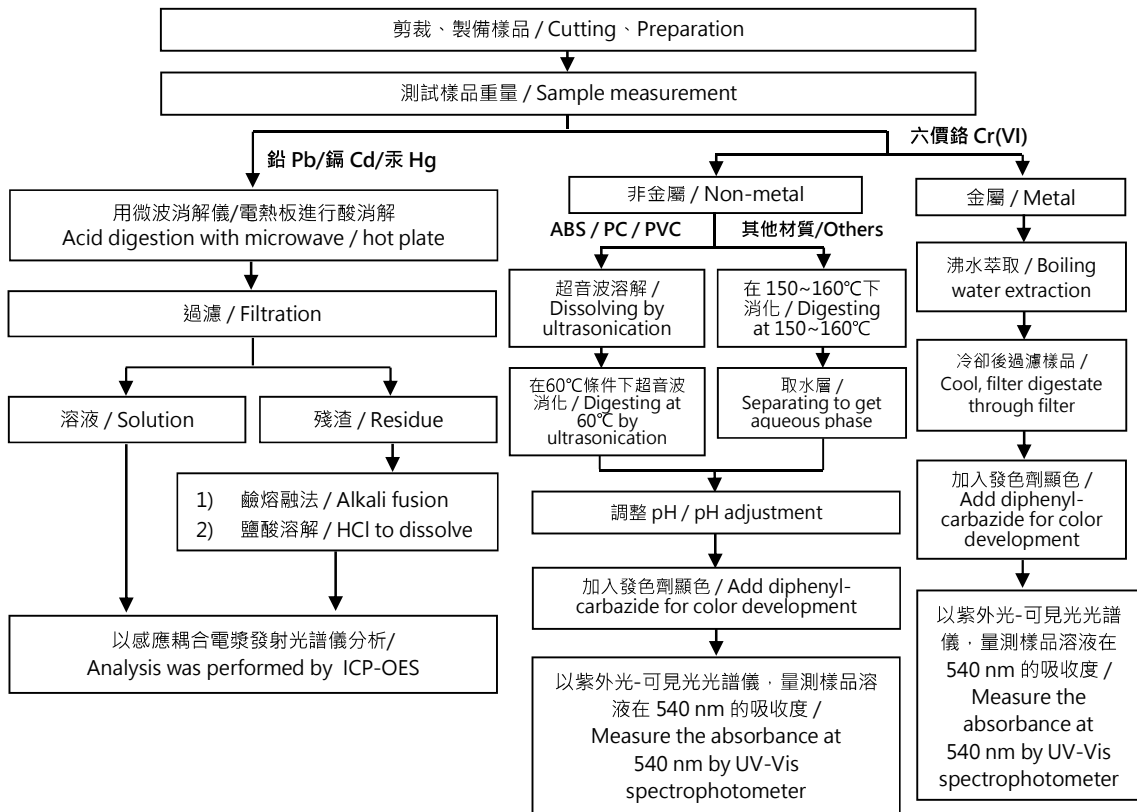 剪裁、製備樣品 / Cutting、Preparation
測試樣品重量 / Sample measurement
鉛 Pb/鎘 Cd/汞 Hg
六價鉻 Cr(VI)
用微波消解儀/電熱板進行酸消解
Acid digestion with microwave / hot plate
過濾 / Filtration
溶液 / Solution
殘渣 / Residue
1) 鹼熔融法 / Alkali fusion
2) 鹽酸溶解 / HCl to dissolve
以感應耦合電漿發射光譜儀分析/
Analysis was performed by ICP-OES
非金屬 / Non-metal
ABS / PC / PVC
其他材質/Others
超音波溶解 /
Dissolving by
ultrasonication
在 150~160℃下
消化 / Digesting
at 150~160℃
在60℃條件下超音波
消化 / Digesting at
60℃ by
ultrasonication
取水層 /
Separating to get
aqueous phase
調整 pH / pH adjustment
加入發色劑顯色 / Add diphenyl-
carbazide for color development
以紫外光-可見光光譜儀，量測樣品溶
液在 540 nm 的吸收度 /
Measure the absorbance at
540 nm by UV-Vis
spectrophotometer
金屬 / Metal
沸水萃取 / Boiling
water extraction
冷卻後過濾樣品 /
Cool, filter digestate
through filter
加入發色劑顯色 /
Add diphenyl-
carbazide for color
development
以紫外光-可見光光譜
儀，量測樣品溶液在
540 nm 的吸收度 /
Measure the
absorbance at
540 nm by UV-Vis
spectrophotometer